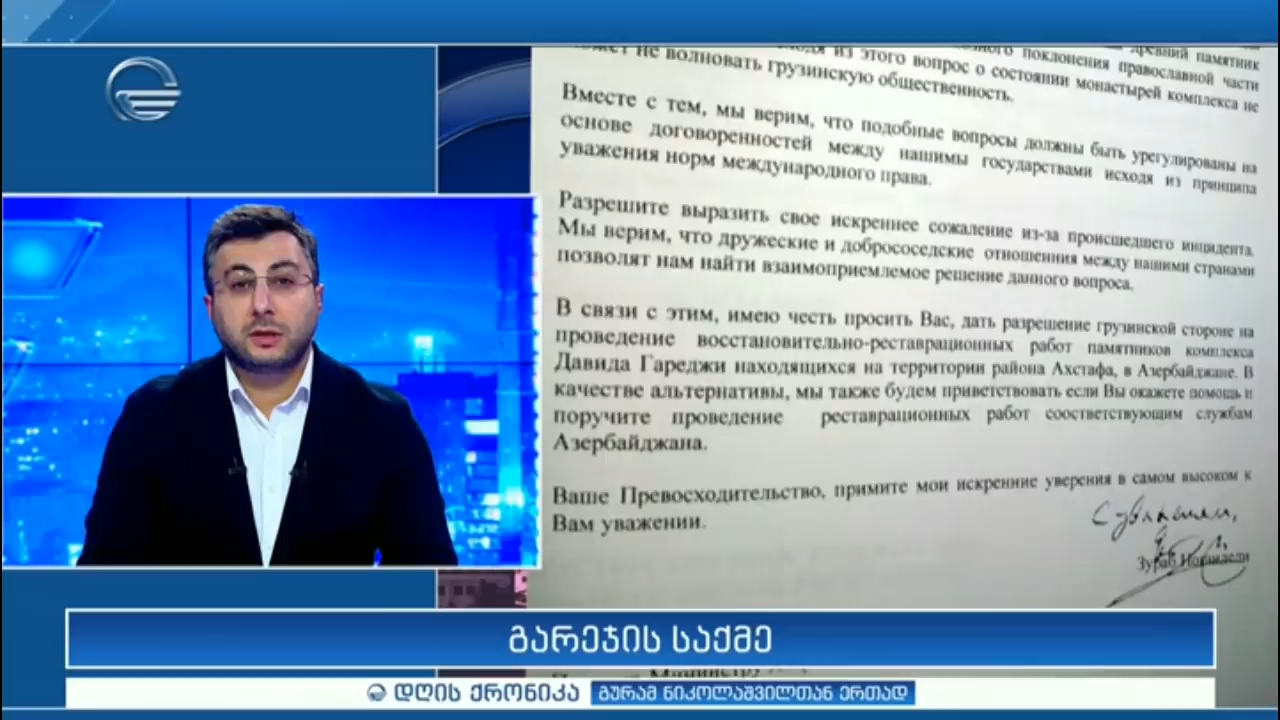 древний памятник
из этого вопрос о состоянии монастырей комплекса не
поклонения православной части
может не волновать грузинскую общественность.
Вместе с тем, мы верим, что подобные вопросы должны быть урегулированы на
основе договоренностей между нашимы государствами исходя из принципа
уважения норм международного права.
Разрешите выразить свое искреннее сожаление из-за происшедшего инцидента.
Мы верим, что дружеские и добрососедские отношенния между нашими странами
позволят нам найти взаимоприемлемое решение данного вопроса.
В связи с этим, имею честь просить Вас, дать разрешение грузинской стороне на
проведение восстановительно-реставрационных работ памятников комплекса
Давида Гареджи находящихся на территории района Ахстафа, в Азербайджане. В
качестве альтернативы, мы также будем приветствовать если Вы окажете помощь и
поручите проведение реставрационных работ соостветствующим службам
Азербайджана.
Ваше Превосходительство, примите мои искренние уверения в самом высоком к
Вам уважении.
Зураб
გარეჯის საქმე
დღის ქრონიკა გურამ ნიკოლაშვილთან ერთად